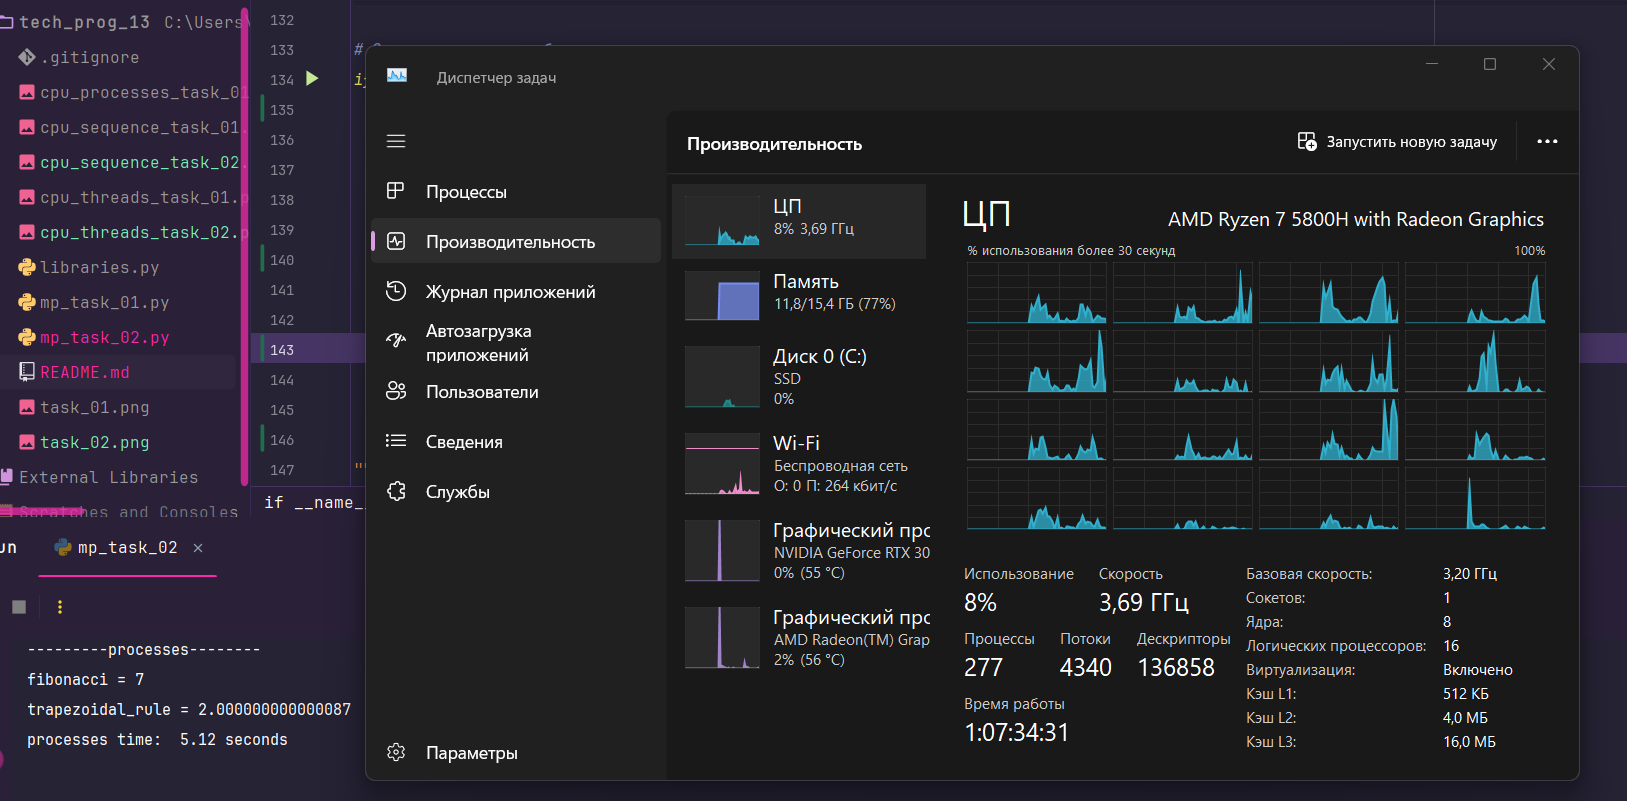 tech_prog_13 C:\Users
.gitignore
cpu_processes_task_01
cpu_sequence_task_01.
cpu_sequence_task_02.
cpu_threads_task_01.p
cpu_threads_task_02.p
libraries.py
mp_task_01.py
mp_task_02.py
README.md
task_01.png
task_02.png
External Libraries
Scratches and Consoles
132
133
134
135
136
137
138
139
140
141
142
143
144
145
146
147
#
""
if __name_
mp_task_02
---------processes--------
fibonacci = 7
trapezoidal_rule = 2.000000000000087
processes time: 5.12 seconds
Диспетчер задач
Процессы
Производительность
Журнал приложений
Автозагрузка
приложений
Пользователи
Сведения
Службы
Параметры
Производительность
Запустить новую задачу
ЦП
8% 3,69 ГГц
Память
11,8/15,4 ГБ (77%)
Диск 0 (C:)
SSD
0%
Wi-Fi
Беспроводная сеть
О: 0 П: 264 кбит/с
Графический прс
NVIDIA GeForce RTX 30
0% (55 °C)
Графический прс
AMD Radeon(TM) Grap
2% (56 °C)
ЦП
AMD Ryzen 7 5800H with Radeon Graphics
% использования более 30 секунд
100%
Использование
8%
Скорость
3,69 ГГц
Процессы
277
Потоки
4340
Дескрипторы
136858
Время работы
1:07:34:31
Базовая скорость: 3,20 ГГц
Сокетов: 1
Ядра: 8
Логических процессоров: 16
Виртуализация: Включено
Кэш L1: 512 КБ
Кэш L2: 4,0 МБ
Кэш L3: 16,0 МБ